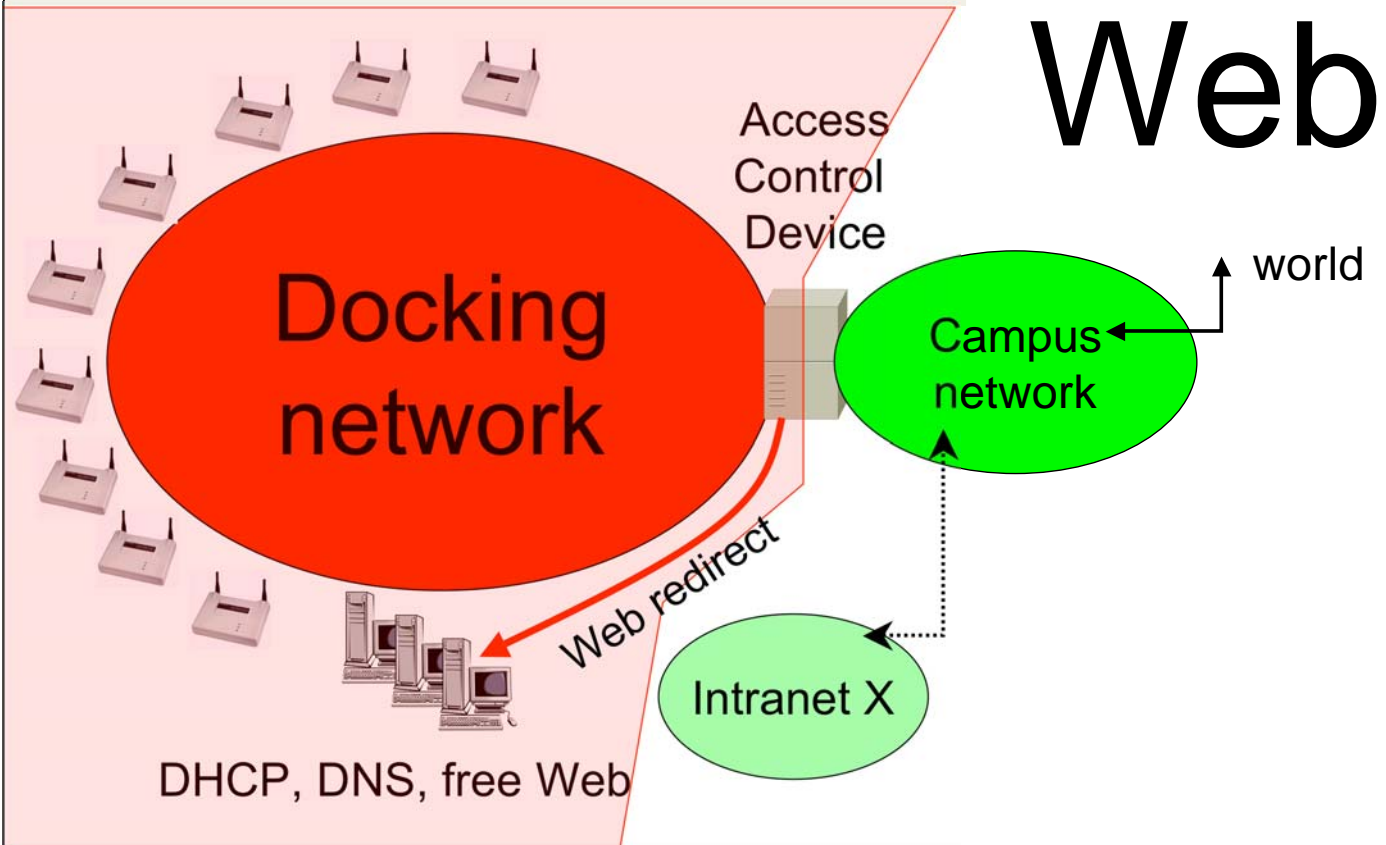 Web
Access
Control
Device
world
Docking
network
Campus
network
Web redirect
Intranet X
DHCP, DNS, free Web